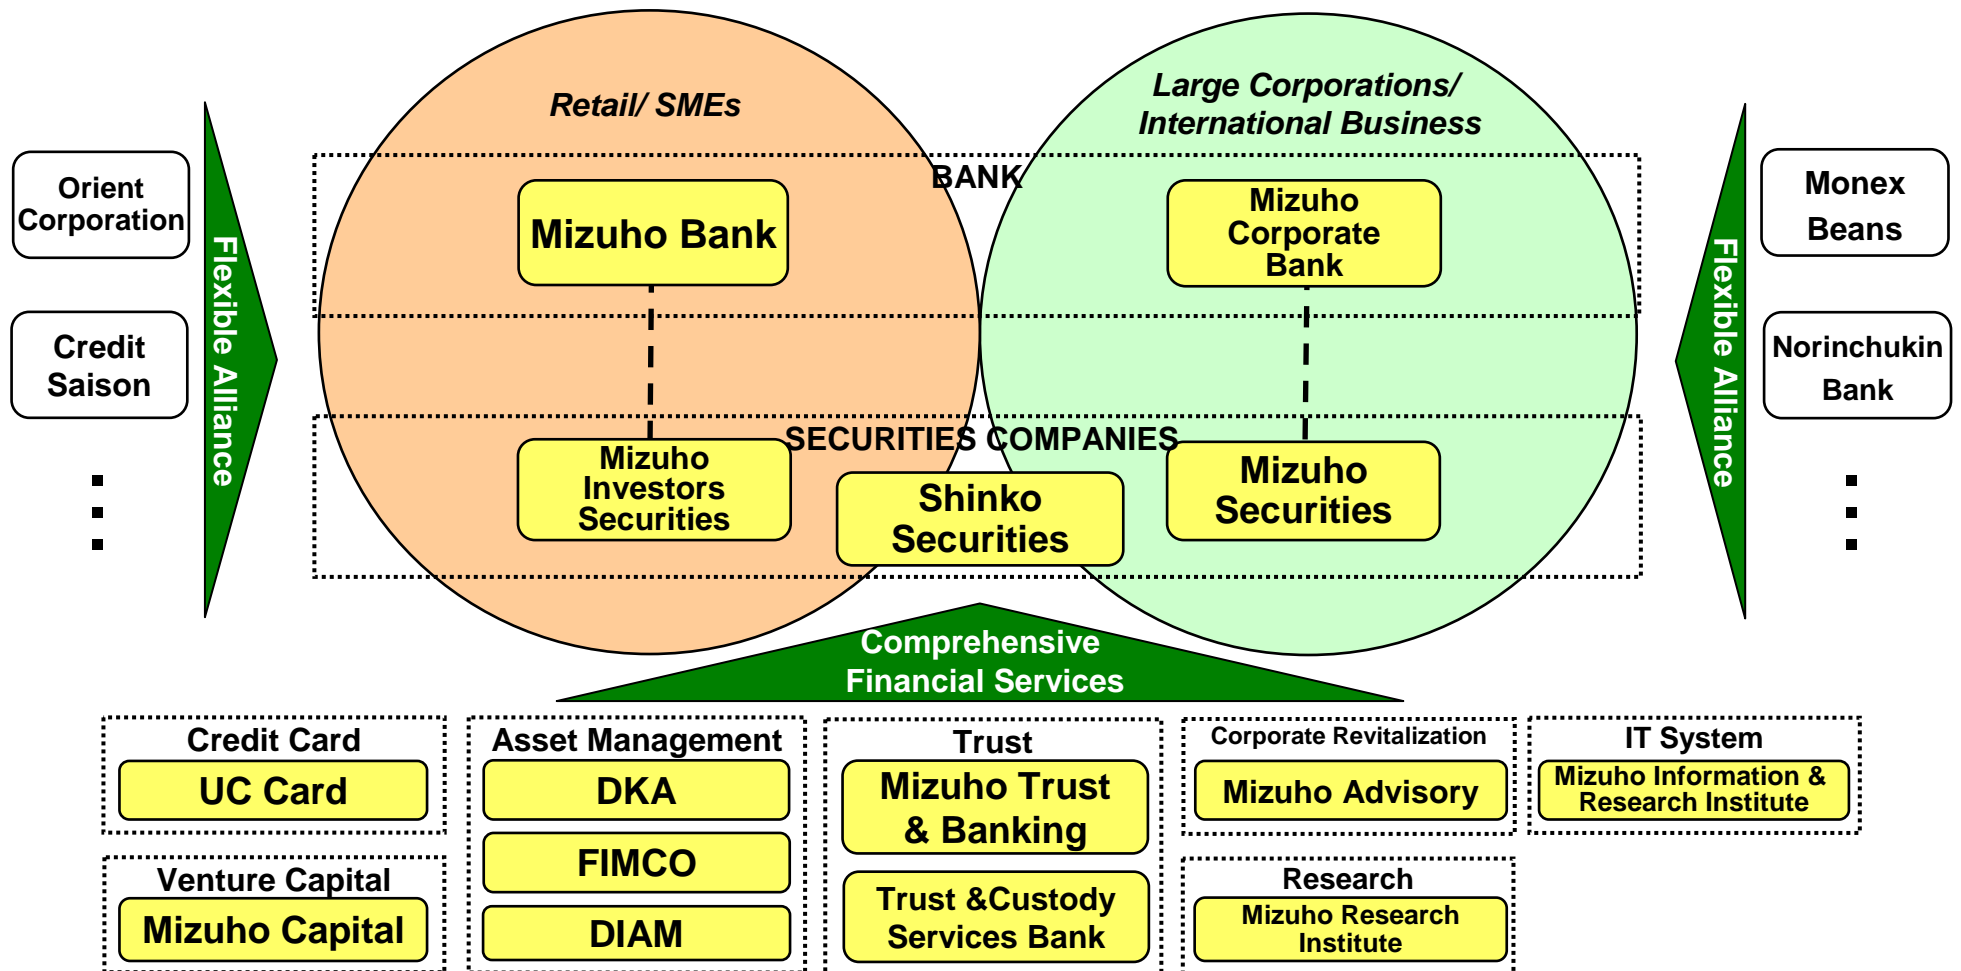 Retail/ SMEs
Large Corporations/
International Business
BANK
Mizuho Bank
Mizuho
Corporate
Bank
Orient
Corporation
Credit
Saison
Flexible Alliance
Flexible Alliance
Monex
Beans
Norinchukin
Bank
SECURITIES COMPANIES
Mizuho
Investors
Securities
Shinko
Securities
Mizuho
Securities
Comprehensive
Financial Services
Credit Card
UC Card
Venture Capital
Mizuho Capital
Asset Management
DKA
FIMCO
DIAM
Trust
Mizuho Trust
& Banking
Trust &Custody
Services Bank
Corporate Revitalization
Mizuho Advisory
Research
Mizuho Research
Institute
IT System
Mizuho Information &
Research Institute